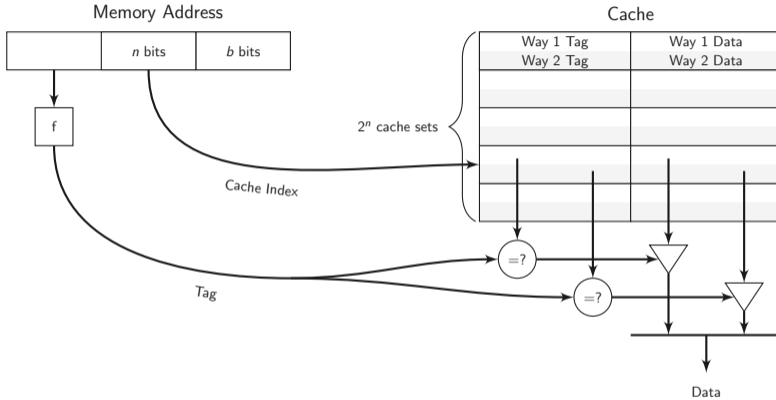 Memory Address
Cache
n bits
b bits
Way 1 Tag
Way 1 Data
Way 2 Tag
Way 2 Data
f
2ⁿ cache sets
Cache Index
=?
Tag
=?
Data